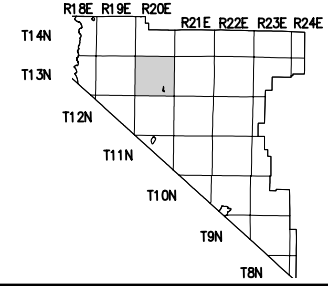 R18E R19E R20E
R21E R22E R23E R24E
T14N
T13N
T12N
T11N
T10N
T9N
T8N